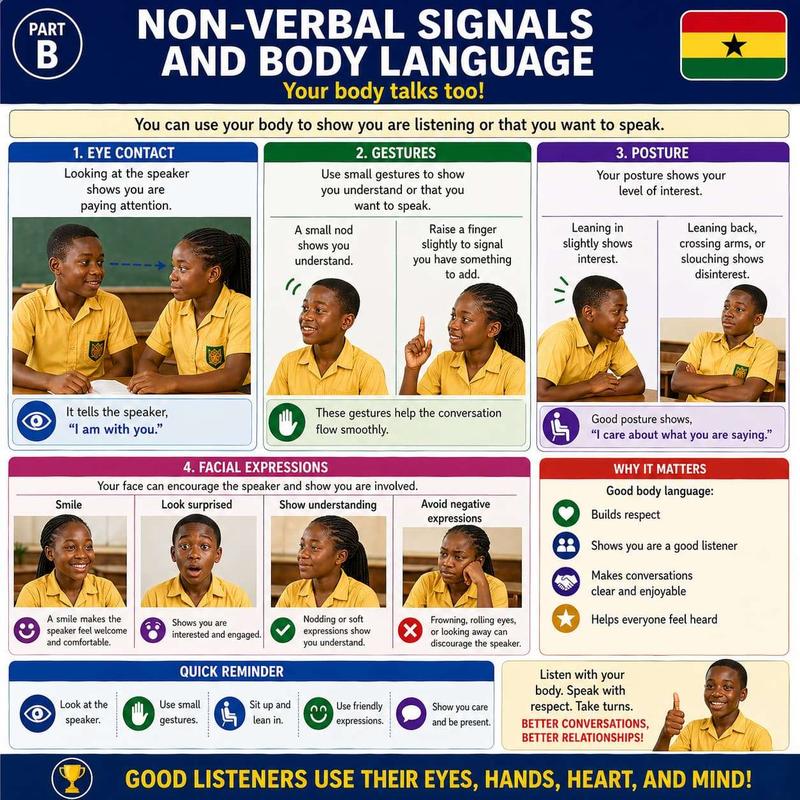 PART
B
NON-VERBAL SIGNALS
AND BODY LANGUAGE
Your body talks too!
You can use your body to show you are listening or that you want to speak.
1. EYE CONTACT
Looking at the speaker
shows you are
paying attention.
It tells the speaker,
“I am with you.”
2. GESTURES
Use small gestures to show
you understand or that you
want to speak.
A small nod
shows you
understand.
Raise a finger
slightly to signal
you have something
to add.
These gestures help the conversation
flow smoothly.
3. POSTURE
Your posture shows your
level of interest.
Leaning in
slightly shows
interest.
Leaning back,
crossing arms, or
slouching shows
disinterest.
Good posture shows,
“I care about what you are saying.”
4. FACIAL EXPRESSIONS
Your face can encourage the speaker and show you are involved.
Smile
A smile makes the
speaker feel welcome
and comfortable.
Look surprised
Shows you are
interested and engaged.
Show understanding
Nodding or soft
expressions show
you understand.
Avoid negative
expressions
Frowning, rolling eyes,
or looking away can
discourage the speaker.
WHY IT MATTERS
Good body language:
Builds respect
Shows you are a good listener
Makes conversations
clear and enjoyable
Helps everyone feel heard
QUICK REMINDER
Look at the
speaker.
Use small
gestures.
Sit up and
lean in.
Use friendly
expressions.
Show you care
and be present.
Listen with your
body. Speak with
respect. Take turns.
BETTER CONVERSATIONS,
BETTER RELATIONSHIPS!
GOOD LISTENERS USE THEIR EYES, HANDS, HEART, AND MIND!